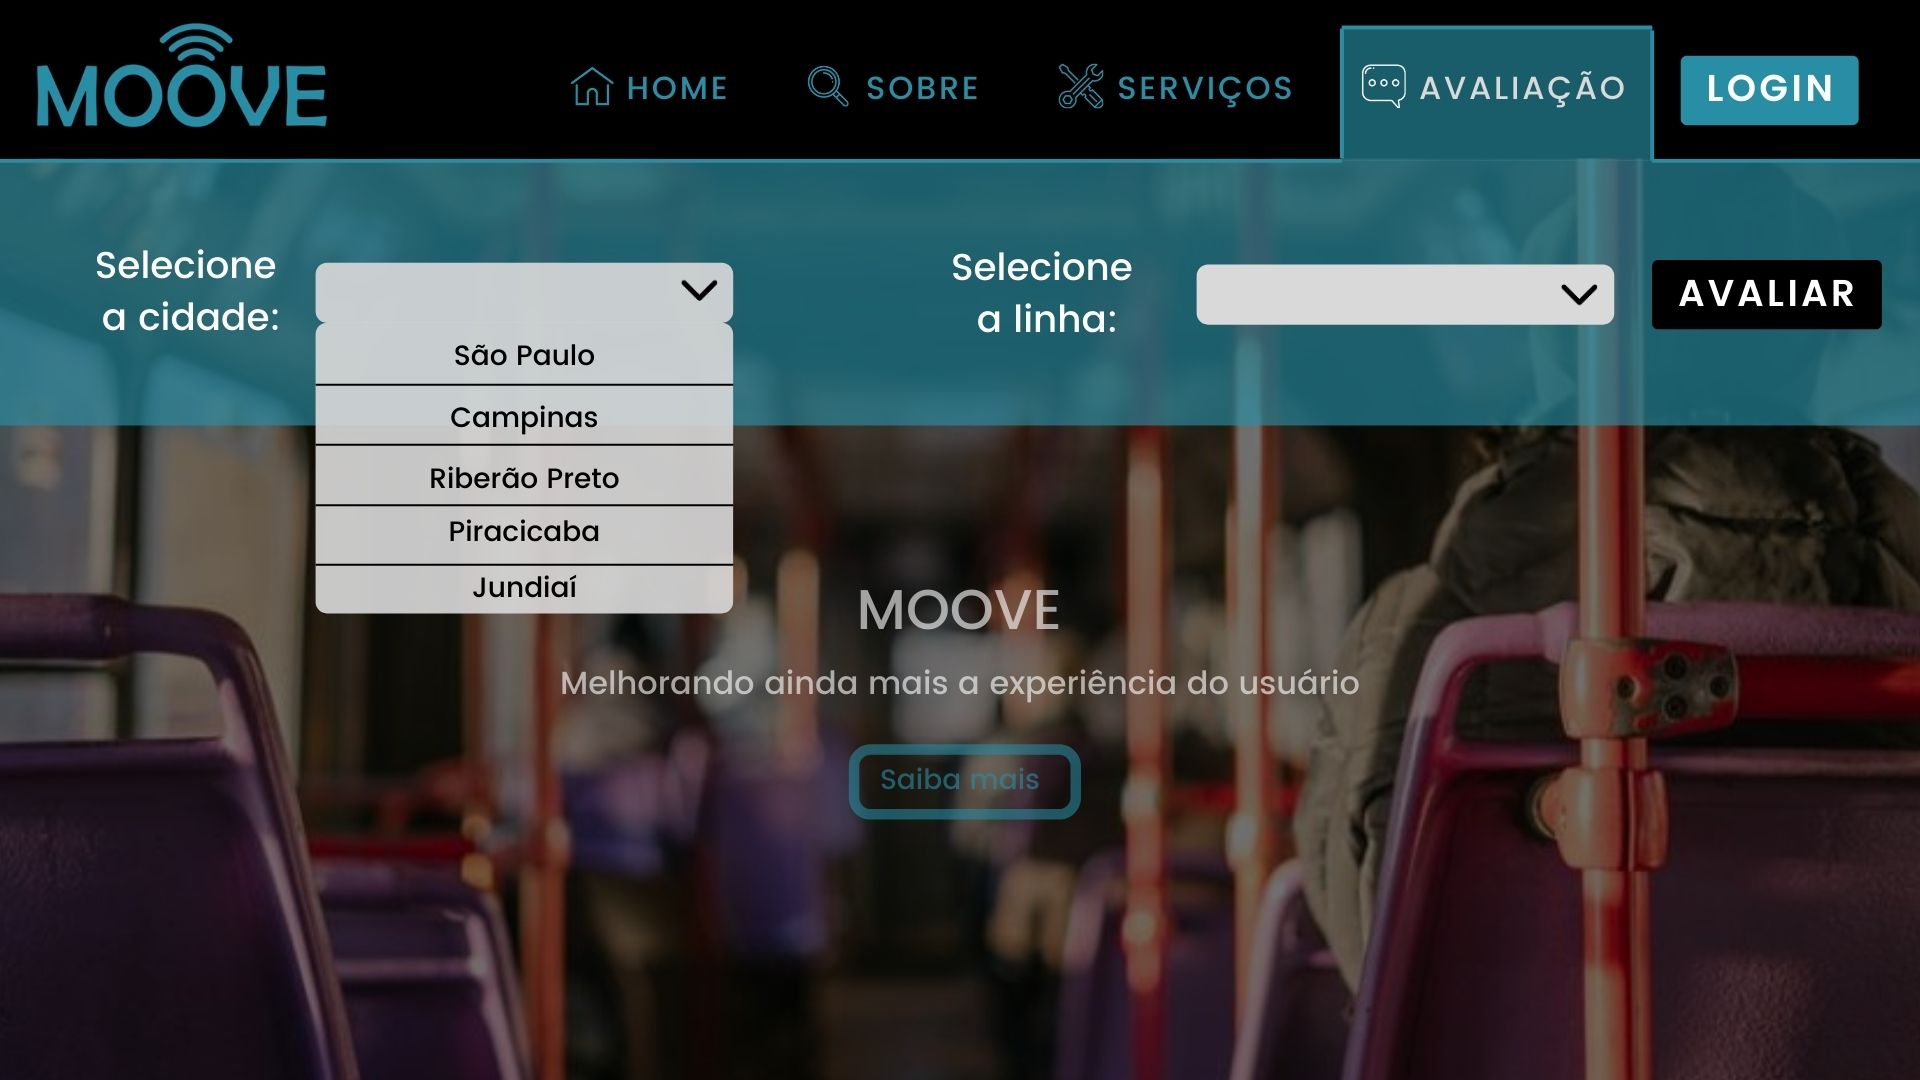 MOOVE
HOME
SOBRE
SERVIÇOS
AVALIAÇÃO
LOGIN
Selecione
a cidade:
São Paulo
Campinas
Riberão Preto
Piracicaba
Jundiaí
Selecione
a linha:
AVALIAR
MOOVE
Melhorando ainda mais a experiência do usuário
Saiba mais